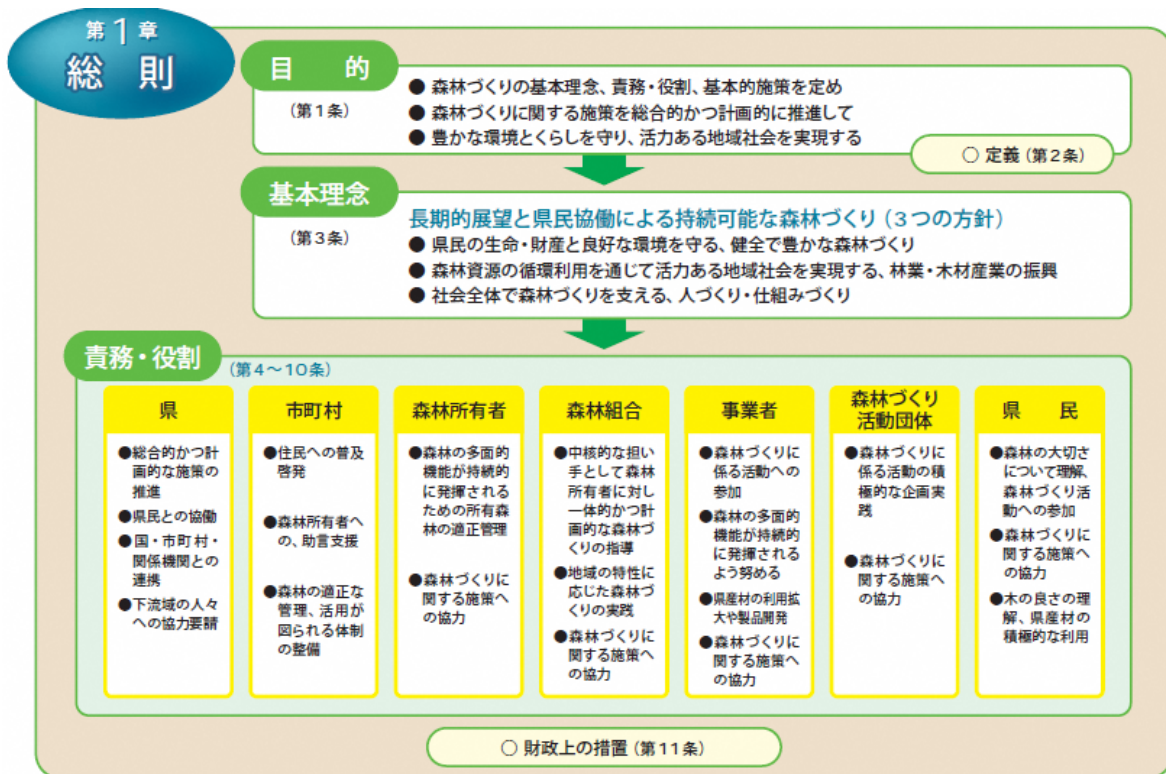 第1章
総則
目的
(第1条)
● 森林づくりの基本理念、責務・役割、基本的施策を定め
● 森林づくりに関する施策を総合的かつ計画的に推進して
● 豊かな環境とくらしを守り、活力ある地域社会を実現する
○ 定義(第2条)
基本理念
(第3条)
長期的展望と県民協働による持続可能な森林づくり(3つの方針)
● 県民の生命・財産と良好な環境を守る、健全で豊かな森林づくり
● 森林資源の循環利用を通じて活力ある地域社会を実現する、林業・木材産業の振興
● 社会全体で森林づくりを支える、人づくり・仕組みづくり
責務・役割
(第4~10条)
県
●総合的かつ計
画的な施策の
推進
●県民との協働
●国・市町村・
関係機関との
連携
●下流域の人々
への協力要請
市町村
●住民への普及
啓発
●森林所有者へ
の、助言支援
●森林の適正な
管理、活用が
図られる体制
の整備
森林所有者
●森林の多面的
機能が持続的
に発揮される
ための所有森
林の適正管理
●森林づくりに
関する施策へ
の協力
森林組合
●中核的な担い
手として森林
所有者に対し
一体的かつ計
画的な森林づ
くりの指導
●地域の特性に
応じた森林づ
くりの実践
●森林づくりに
関する施策へ
の協力
事業者
●森林づくりに
係る活動への
参加
●森林の多面的
機能が持続的
に発揮される
よう努める
●県産材の利用拡
大や製品開発
●森林づくりに
関する施策へ
の協力
森林づくり
活動団体
●森林づくりに
係る活動の積
極的な企画実
践
●森林づくりに
関する施策へ
の協力
県民
●森林の大切さ
について理解、
森林づくり活
動への参加
●森林づくりに
関する施策へ
の協力
●木の良さの理
解、県産材の
積極的な利用
○ 財政上の措置(第11条)